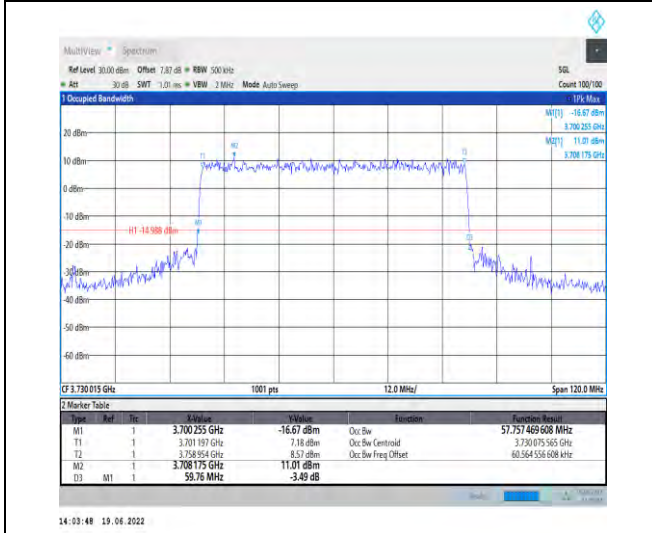 MultiView Spectrum
Ref Level 30.00 dBm Offset 7.87 dB RBW 500 kHz SGL
Att 30 dB SWT 1.01 ms VBW 2 MHz Mode Auto Sweep Count 100/100
1 Occupied Bandwidth 1Pk Max
M1[1] -16.67 dBm
3.700 255 GHz
M2[1] 11.01 dBm
3.708 175 GHz
20 dBm
M2
T1
T2
10 dBm
0 dBm
-10 dBm
M1
H1 -14.988 dBm
D3
-20 dBm
-30 dBm
-40 dBm
-50 dBm
-60 dBm
CF 3.730 015 GHz 1001 pts 12.0 MHz/ Span 120.0 MHz
2 Marker Table
Type Ref Trc X-Value Y-Value Function Function Result
M1 1 3.700 255 GHz -16.67 dBm Occ Bw 57.757 469 608 MHz
T1 1 3.701 197 GHz 7.18 dBm Occ Bw Centroid 3.730 075 565 GHz
T2 1 3.758 954 GHz 8.57 dBm Occ Bw Freq Offset 60.564 556 608 kHz
M2 1 3.708 175 GHz 11.01 dBm
D3 M1 1 59.76 MHz -3.49 dB
14:03:48 19.06.2022